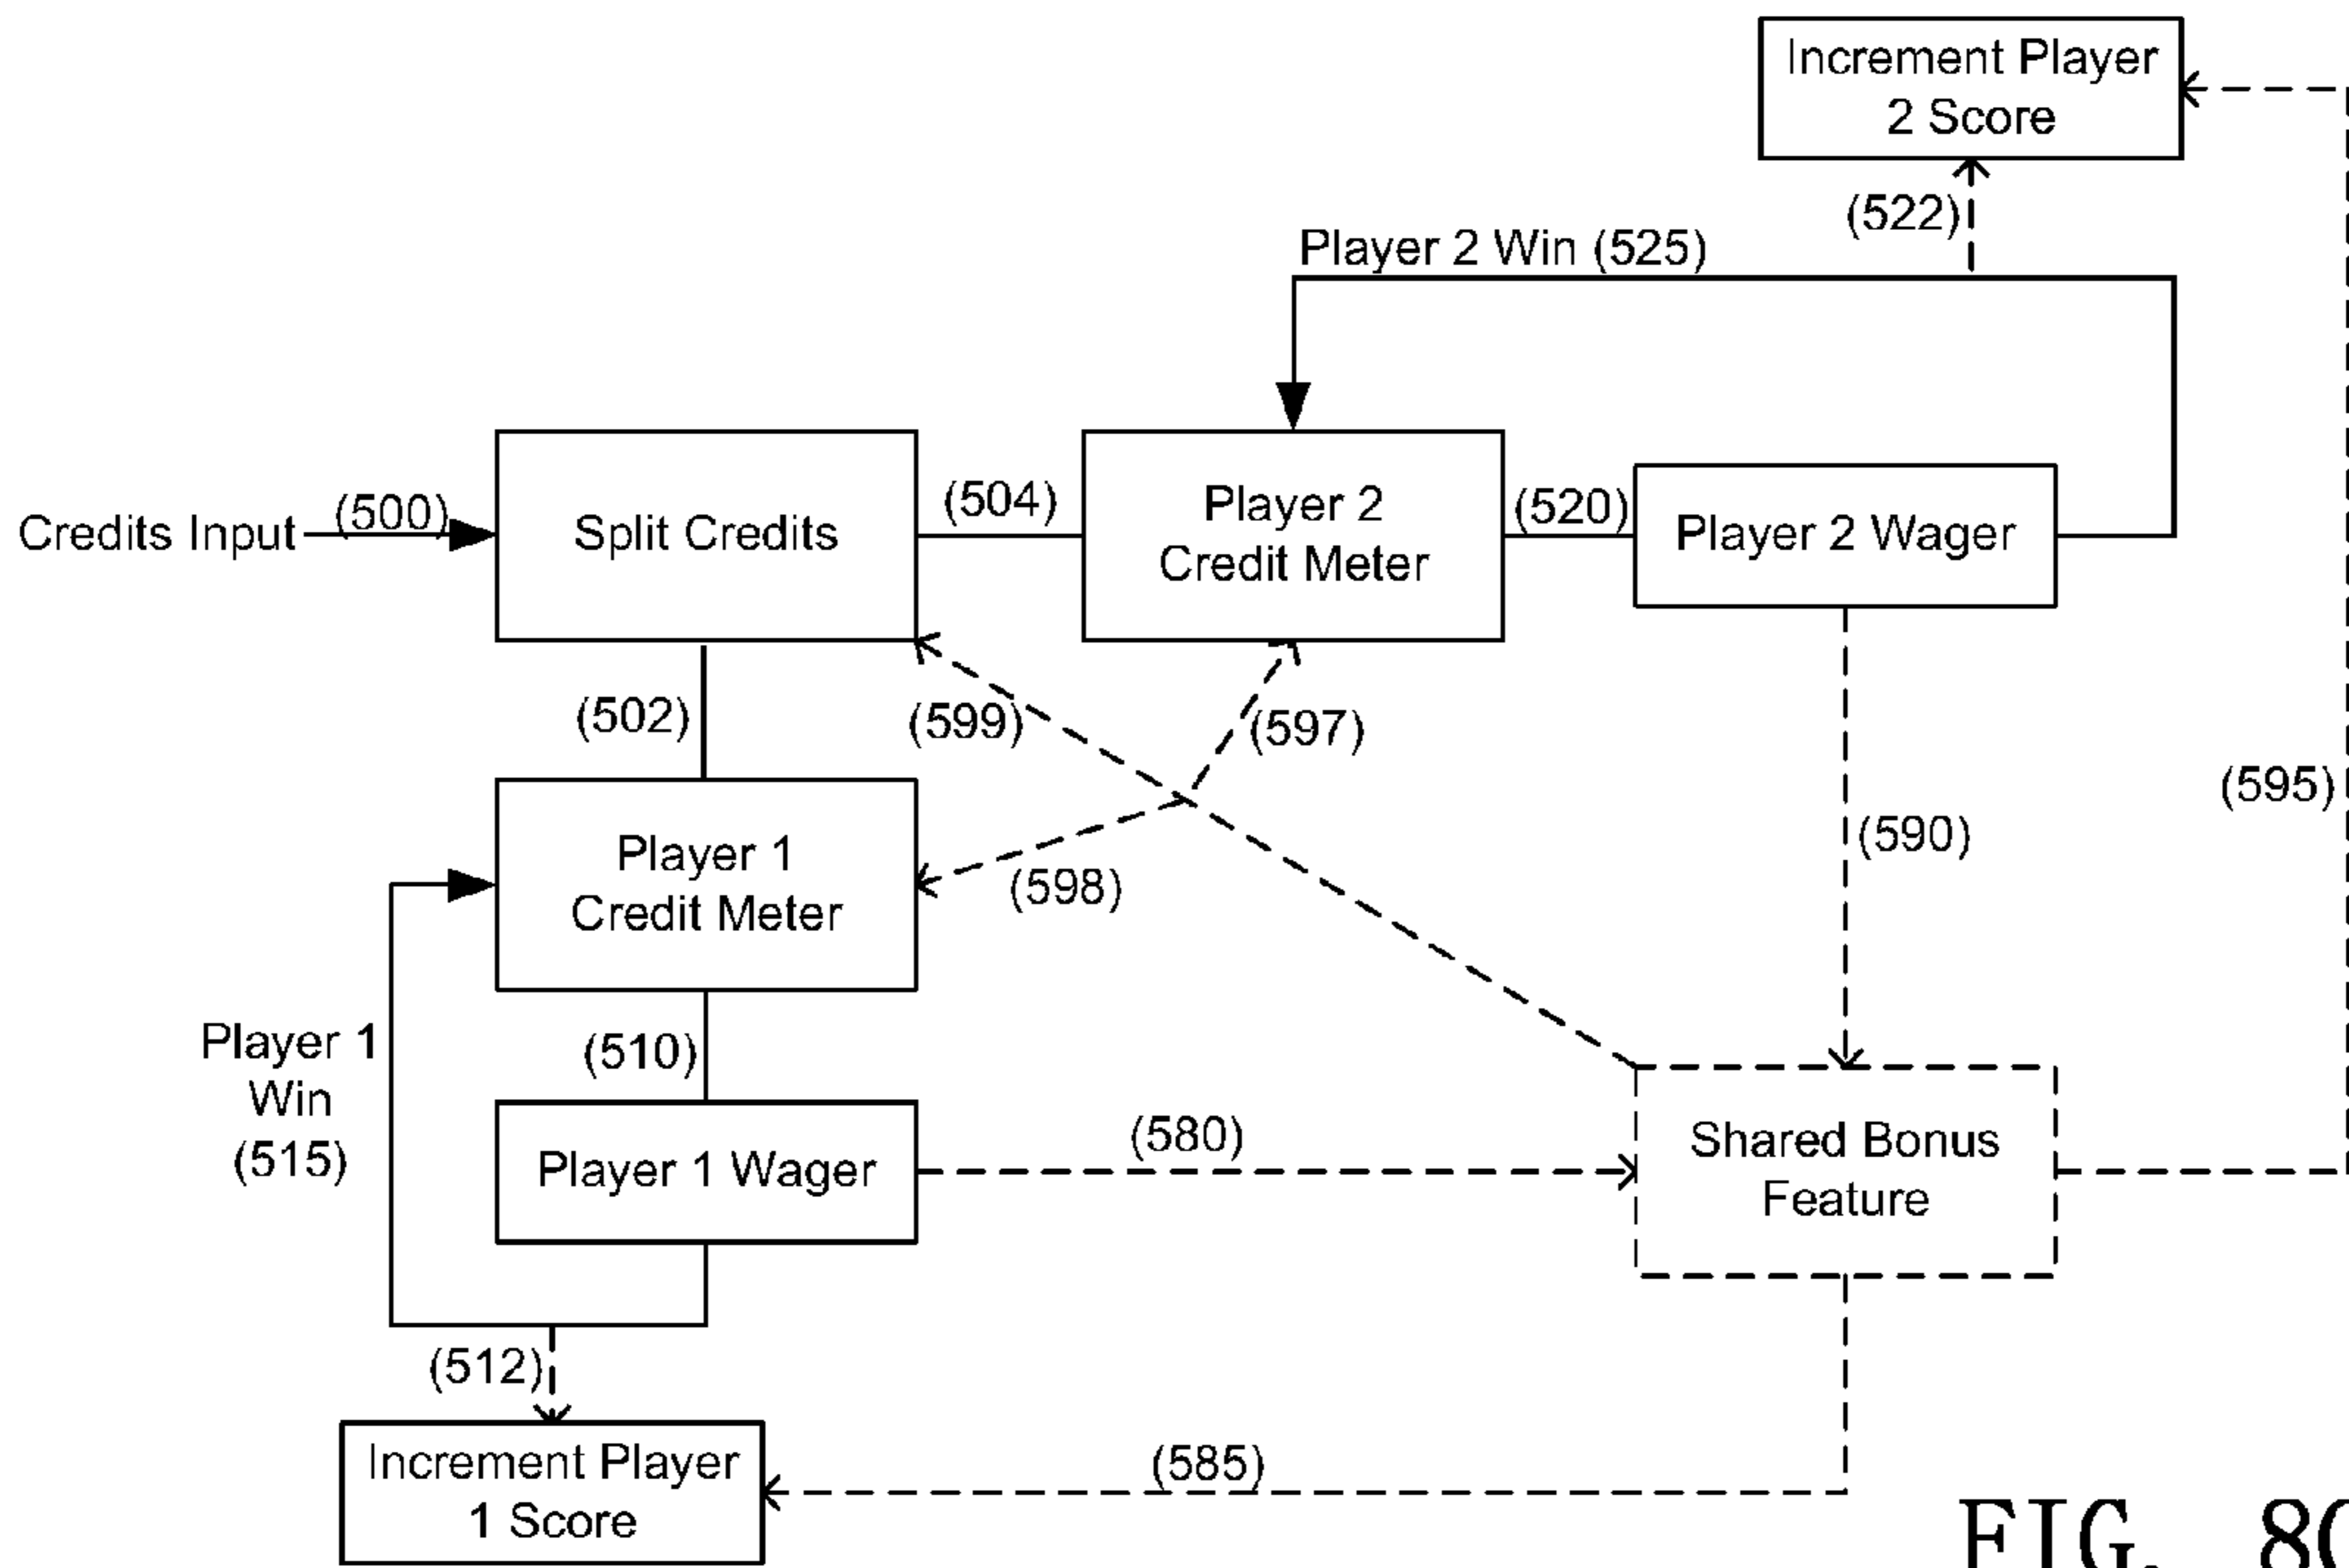 Increment Player
2 Score
(522)
Player 2 Win (525)
Credits Input
(500)
Split Credits
(504)
Player 2
Credit Meter
(520)
Player 2 Wager
(502)
(599)
(597)
(595)
(590)
Player 1
Credit Meter
(598)
Player 1
Win
(515)
(510)
Player 1 Wager
(580)
Shared Bonus
Feature
(512)
Increment Player
1 Score
(585)
FIG.